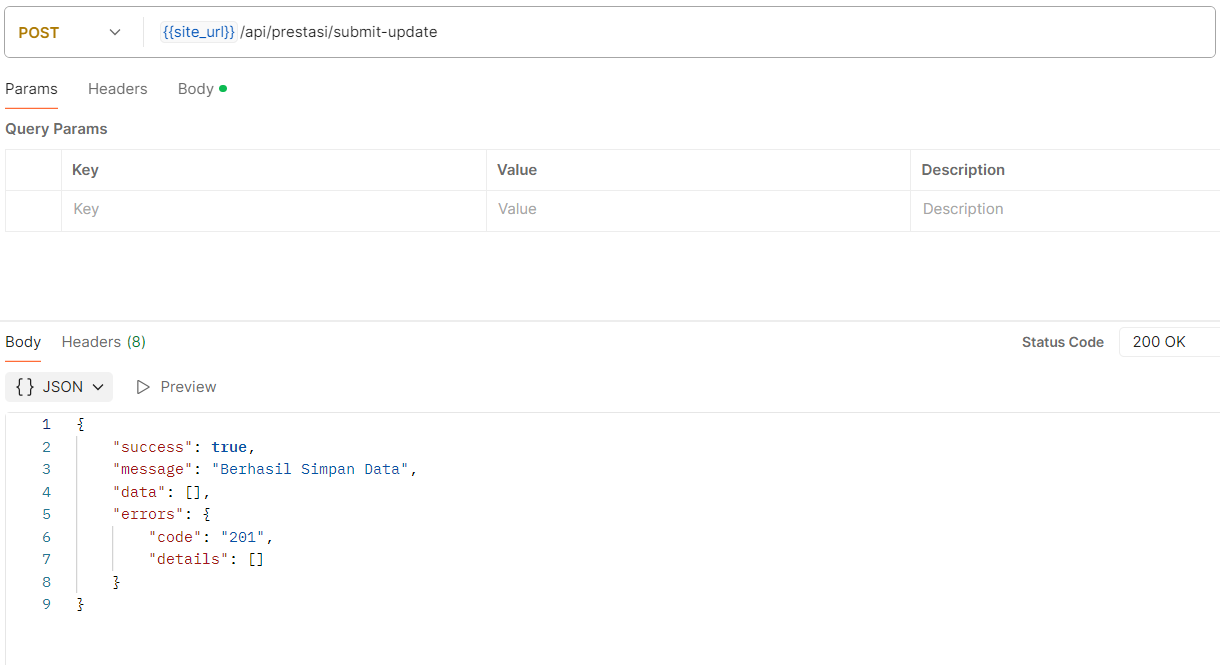 POST {{site_url}} /api/prestasi/submit-update
Params Headers Body
Query Params
Key Value Description
Key Value Description
Body Headers (8) Status Code 200 OK
{} JSON Preview
1 {
2 "success": true,
3 "message": "Berhasil Simpan Data",
4 "data": [],
5 "errors": {
6 "code": "201",
7 "details": []
8 }
9 }